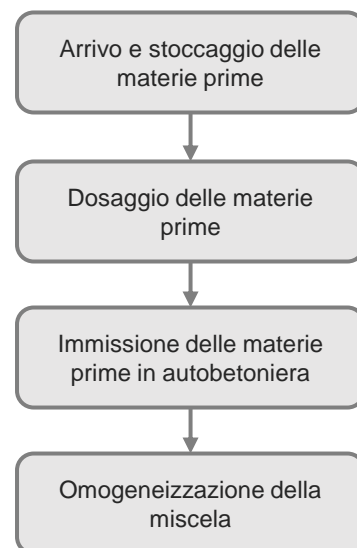 Arrivo e stoccaggio delle
materie prime
Dosaggio delle materie
prime
Immissione delle materie
prime in autobetoniera
Omogeneizzazione della
miscela